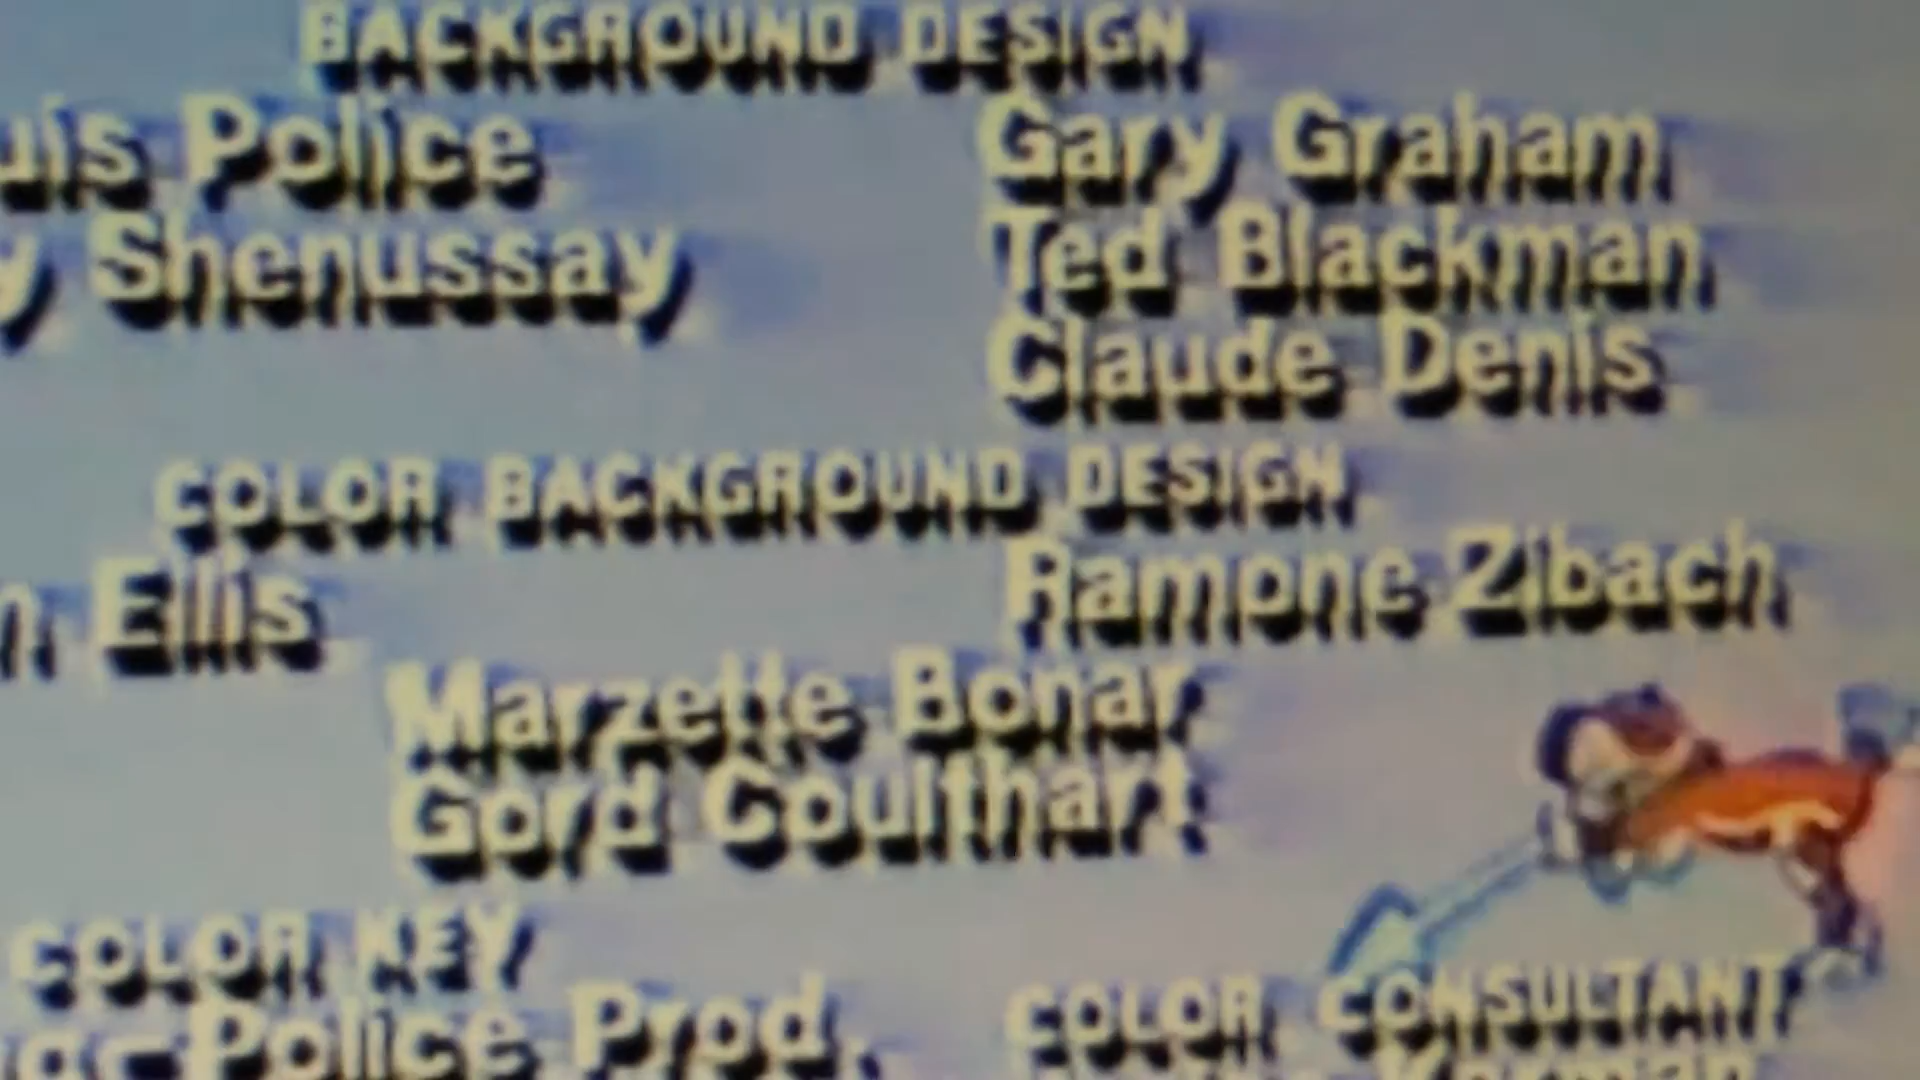 BACKGROUND DESIGN
Police Gary Graham
Shenussay Ted Blackman
Claude Denis
COLOR BACKGROUND DESIGN
Ellis Ramone Zibach
Marzette Bonar
Gord Coulthart
COLOR KEY
Police Prod. COLOR CONSULTANT